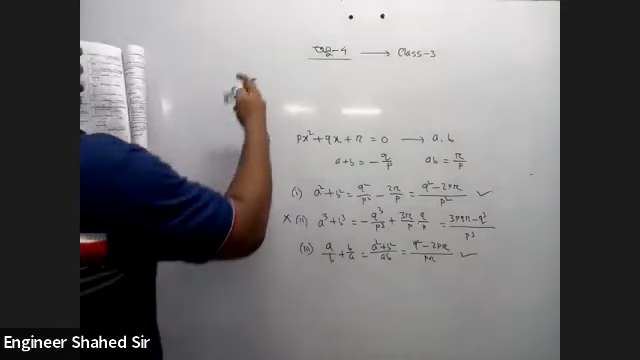 → Class-3
px² + qx + r = 0 → a, b
a+b = -q/p ab = r/p
(i) a² + b² = q²/p² - 2r/p = (q² - 2pr)/p² ✓
× (ii) a³ + b³ = -q³/p³ + 3r/p q/p = (3pqr - q³)/p³
(iii) a/b + b/a = (a² + b²)/ab = (q² - 2pr)/pr ✓
Engineer Shahed Sir